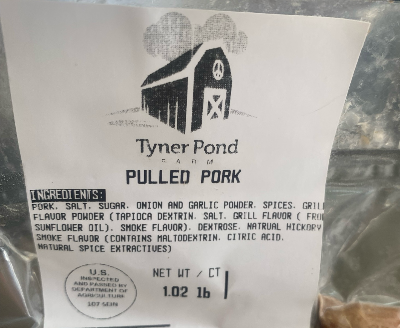 Tyner Pond
FARM
PULLED PORK
INGREDIENTS:
PORK, SALT, SUGAR, ONION AND GARLIC POWDER, SPICES, GRILL
FLAVOR POWDER (TAPIOCA DEXTRIN, SALT, GRILL FLAVOR ( FROM
SUNFLOWER OIL), SMOKE FLAVOR), DEXTROSE, NATRUAL HICKORY
SMOKE FLAVOR (CONTAINS MALTODEXTRIN, CITRIC ACID,
NATURAL SPICE EXTRACTIVES)
U.S.
INSPECTED
AND PASSED BY
DEPARTMENT OF
AGRICULTURE
NET WT / CT
1.02 lb